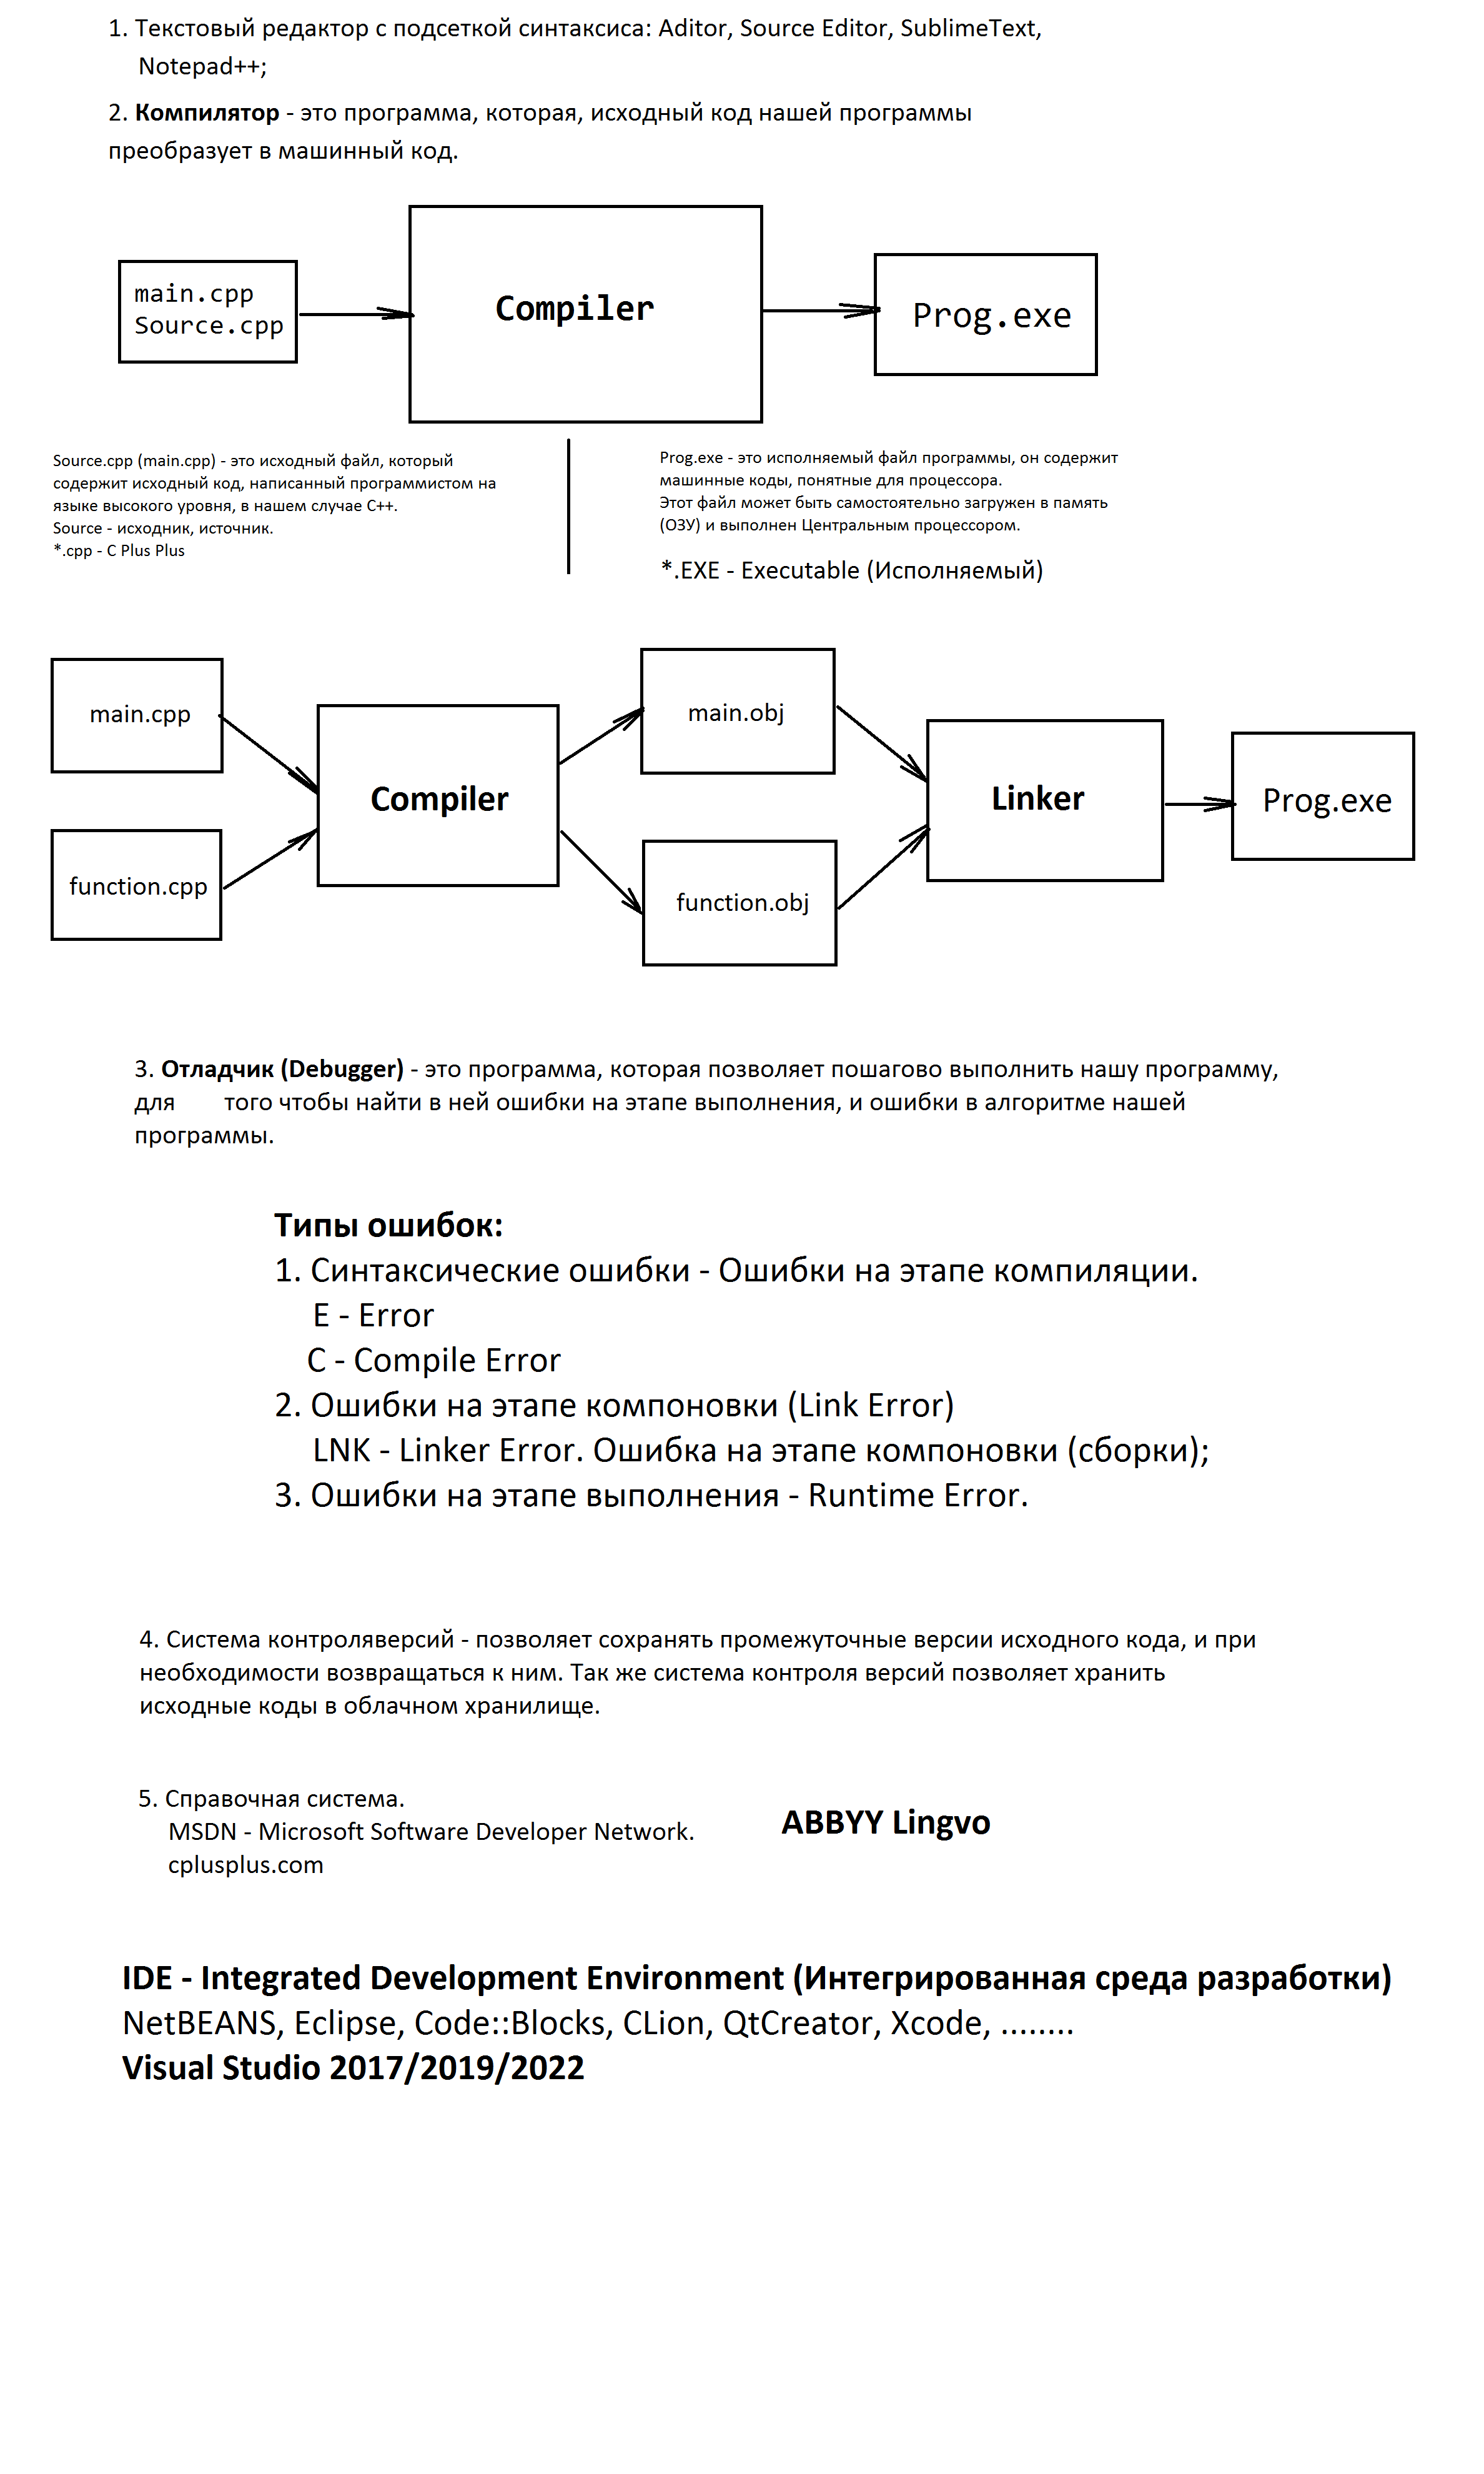 1. Текстовый редактор с подсеткой синтаксиса: Aditor, Source Editor, SublimeText,
Notepad++;
2. Компилятор - это программа, которая, исходный код нашей программы
преобразует в машинный код.
main.cpp
Source.cpp
Compiler
Prog.exe
Source.cpp (main.cpp) - это исходный файл, который
содержит исходный код, написанный программистом на
языке высокого уровня, в нашем случае C++.
Source - исходник, источник.
*.cpp - C Plus Plus
Prog.exe - это исполняемый файл программы, он содержит
машинные коды, понятные для процессора.
Этот файл может быть самостоятельно загружен в память
(ОЗУ) и выполнен Центральным процессором.
*.EXE - Executable (Исполняемый)
main.cpp
function.cpp
Compiler
main.obj
function.obj
Linker
Prog.exe
3. Отладчик (Debugger) - это программа, которая позволяет пошагово выполнить нашу программу,
для того чтобы найти в ней ошибки на этапе выполнения, и ошибки в алгоритме нашей
программы.
Типы ошибок:
1. Синтаксические ошибки - Ошибки на этапе компиляции.
E - Error
C - Compile Error
2. Ошибки на этапе компоновки (Link Error)
LNK - Linker Error. Ошибка на этапе компоновки (сборки);
3. Ошибки на этапе выполнения - Runtime Error.
4. Система контроляверсий - позволяет сохранять промежуточные версии исходного кода, и при
необходимости возвращаться к ним. Так же система контроля версий позволяет хранить
исходные коды в облачном хранилище.
5. Справочная система.
MSDN - Microsoft Software Developer Network.
cplusplus.com
ABBYY Lingvo
IDE - Integrated Development Environment (Интегрированная среда разработки)
NetBEANS, Eclipse, Code::Blocks, CLion, QtCreator, Xcode, ........
Visual Studio 2017/2019/2022